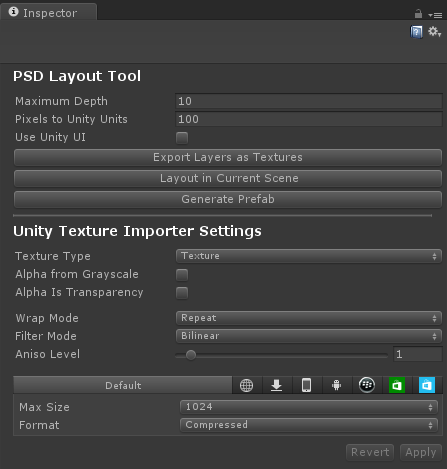 Inspector
PSD Layout Tool
Maximum Depth 10
Pixels to Unity Units 100
Use Unity UI
Export Layers as Textures
Layout in Current Scene
Generate Prefab
Unity Texture Importer Settings
Texture Type Texture
Alpha from Grayscale
Alpha Is Transparency
Wrap Mode Repeat
Filter Mode Bilinear
Aniso Level 1
Default
Max Size 1024
Format Compressed
Revert Apply